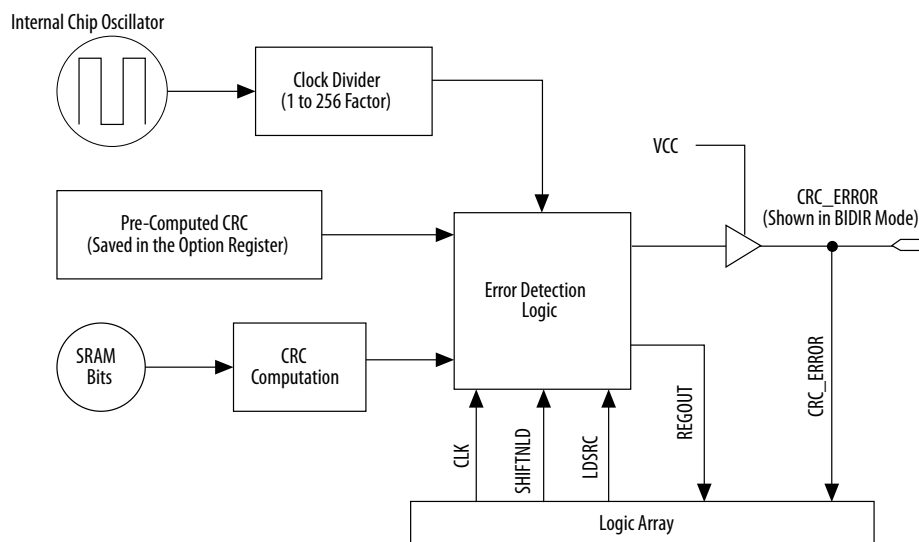 Internal Chip Oscillator
Clock Divider
(1 to 256 Factor)
VCC
CRC_ERROR
(Shown in BIDIR Mode)
Pre-Computed CRC
(Saved in the Option Register)
Error Detection
Logic
SRAM
Bits
CRC
Computation
CLK
SHIFTNLD
LDSRC
REGOUT
CRC_ERROR
Logic Array